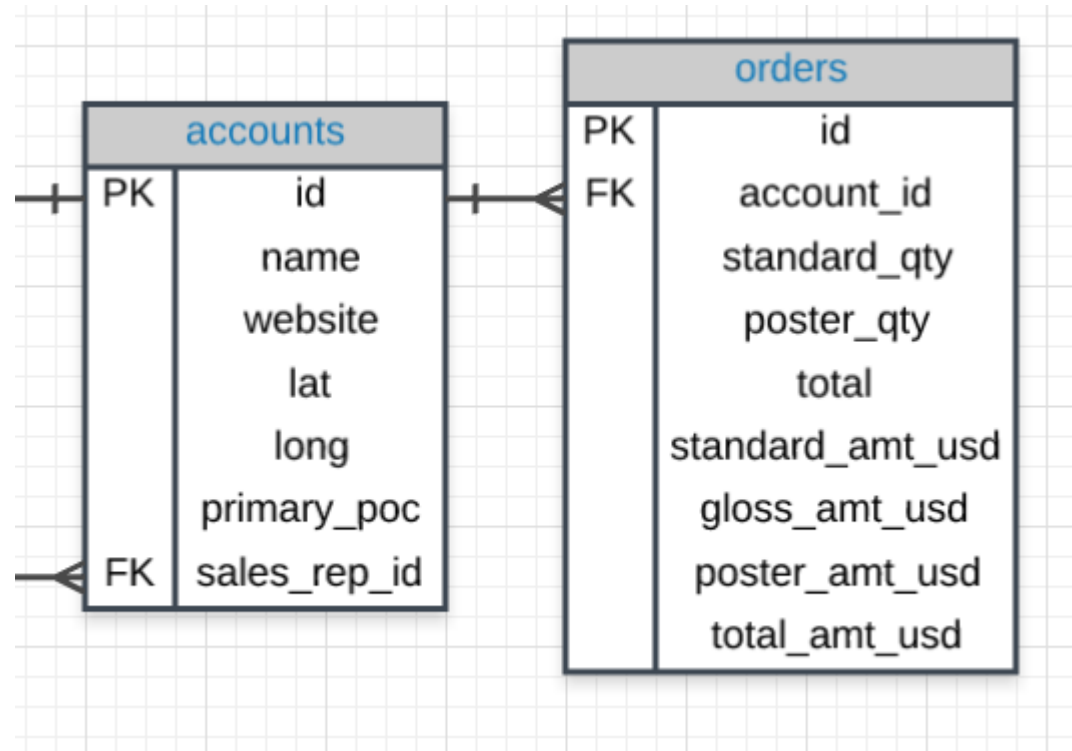 accounts
PK id
name
website
lat
long
primary_poc
FK sales_rep_id
orders
PK id
FK account_id
standard_qty
poster_qty
total
standard_amt_usd
gloss_amt_usd
poster_amt_usd
total_amt_usd